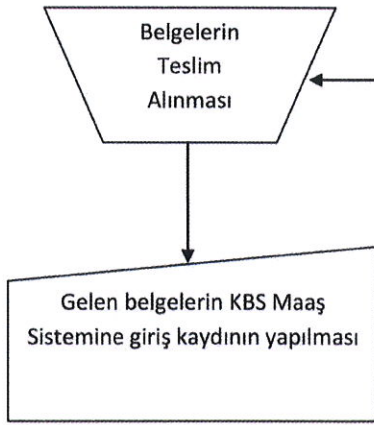 Belgelerin
Teslim
Alınması
Gelen belgelerin KBS Maaş
Sistemine giriş kaydının yapılması